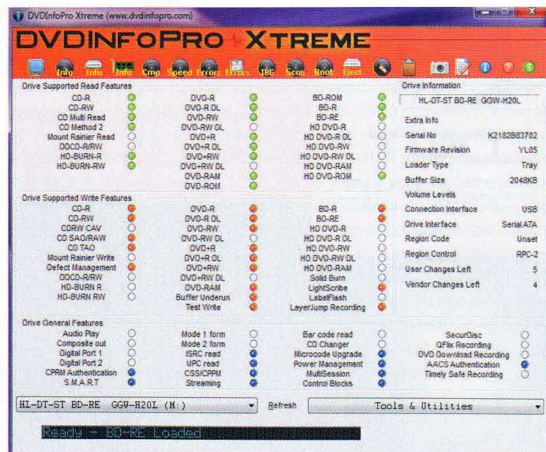 DVDInfoPro Xtreme (www.dvdinfopro.com)
DVDINFOPRO XTREME
Info Info Info Cmp Speed Errors Errors JBG Scan Book Eject
Drive Supported Read Features
CD-R
CD-RW
CD Multi Read
CD Method 2
Mount Rainier Read
DDCD-R/RW
HD-BURN-R
HD-BURN-RW
DVD-R
DVD-R DL
DVD-RW
DVD-RW DL
DVD+R
DVD+R DL
DVD+RW
DVD+RW DL
DVD-RAM
DVD-ROM
BD-ROM
BD-R
BD-RE
HD DVD-R
HD DVD-R DL
HD DVD-RW
HD DVD-RW DL
HD DVD-RAM
HD DVD-ROM
Drive Supported Write Features
CD-R
CD-RW
CDRW CAV
CD SAO/RAW
CD TAO
Mount Rainier Write
Defect Management
DDCD-R/RW
HD-BURN R
HD-BURN RW
DVD-R
DVD-R DL
DVD-RW
DVD-RW DL
DVD+R
DVD+R DL
DVD+RW
DVD+RW DL
DVD-RAM
Buffer Underun
Test Write
BD-R
BD-RE
HD DVD-R
HD DVD-R DL
HD DVD-RW
HD DVD-RW DL
HD DVD-RAM
Solid Burn
LightScribe
LabelFlash
LayerJump Recording
Drive General Features
Audio Play
Composite out
Digital Port 1
Digital Port 2
CPRM Authentication
S.M.A.R.T
Mode 1 form
Mode 2 form
ISRC read
UPC read
CSS/CPPM
Streaming
Bar code read
CD Changer
Microcode Upgrade
Power Management
MultiSession
Control Blocks
SecurDisc
QFlix Recording
DVD Download Recording
AACS Authentication
Timely Safe Recording
Drive Information
HL-DT-ST BD-RE GGW-H20L
Extra Info
Serial No K2182B83702
Firmware Revision YL05
Loader Type Tray
Buffer Size 2048KB
Volume Levels
Connection Interface USB
Drive Interface Serial ATA
Region Code Unset
Region Control RPC-2
User Changes Left 5
Vendor Changes Left 4
HL-DT-ST BD-RE GGW-H20L (M:)
Refresh
Tools & Utilities
Ready - BD-RE Loaded